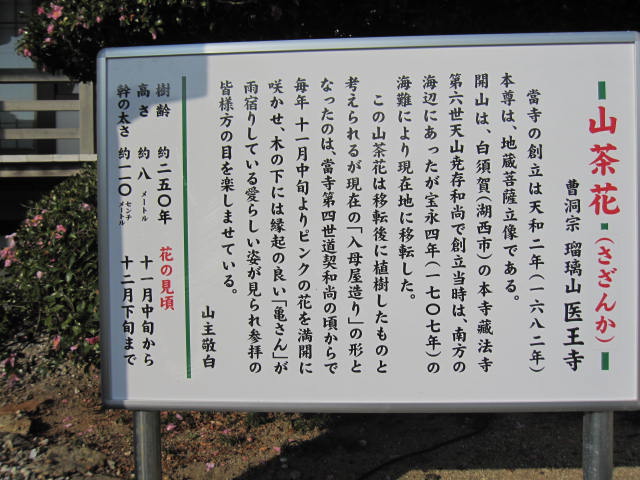 山茶花・(さざんか)
曹洞宗 瑠璃山 医王寺
當寺の創立は天和二年(一六八二年)
本尊は、地蔵菩薩立像である。
開山は、白須賀(湖西市)の本寺蔵法寺
第六世天山尭存和尚で創立当時は、南方の
海辺にあったが宝永四年(一七〇七年)の
海難により現在地に移転した。
この山茶花は移転後に植樹したものと
考えられるが現在の「入母屋造り」の形と
なったのは、當寺第四世道契和尚の頃からで
毎年 十一月中旬よりピンクの花を満開に
咲かせ、木の下には縁起の良い「亀さん」が
雨宿りしている愛らしい姿が見られ参拝の
皆様方の目を楽しませている。
山主敬白
樹齢 約二五〇年
高さ 約八メートル
幹の太さ 約一二〇センチメートル
花の見頃
十一月中旬から
十二月下旬まで